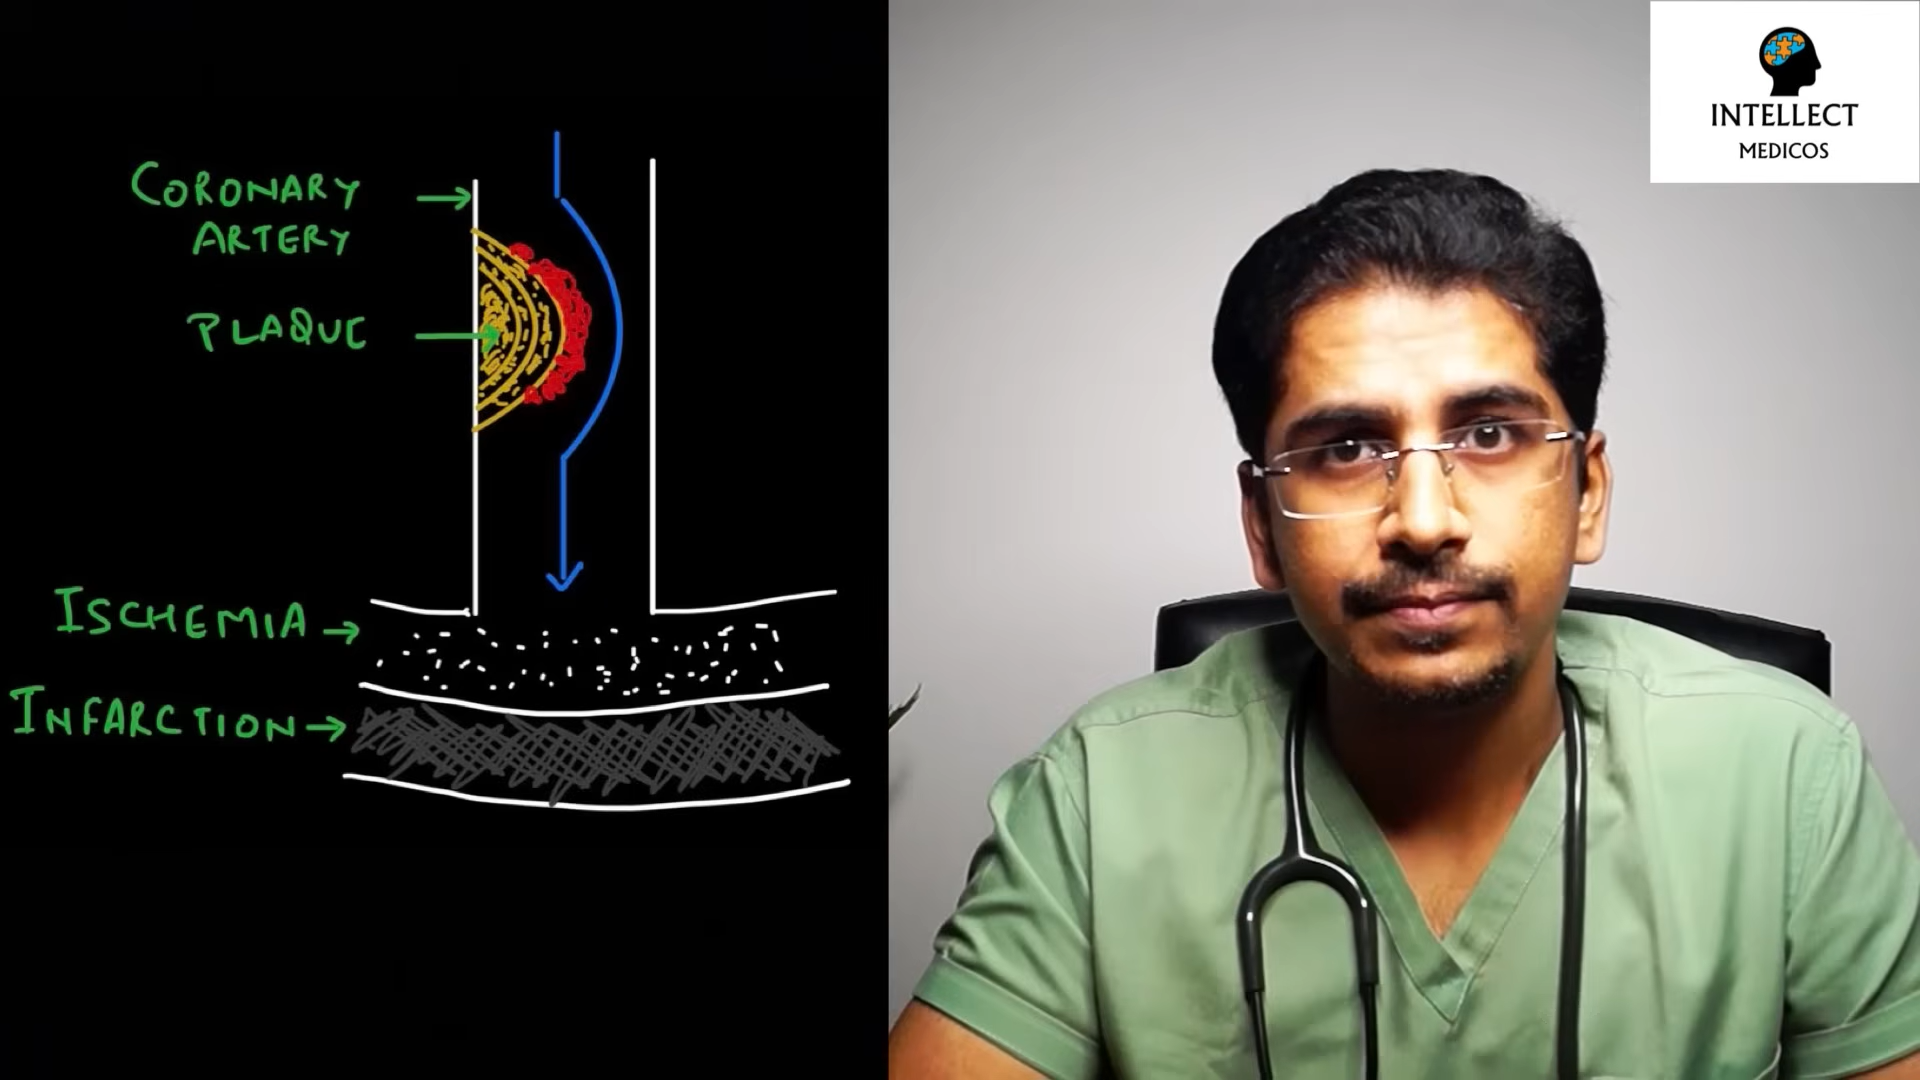 CORONARY
ARTERY
PLAQUE
ISCHEMIA
INFARCTION
INTELLECT
MEDICOS